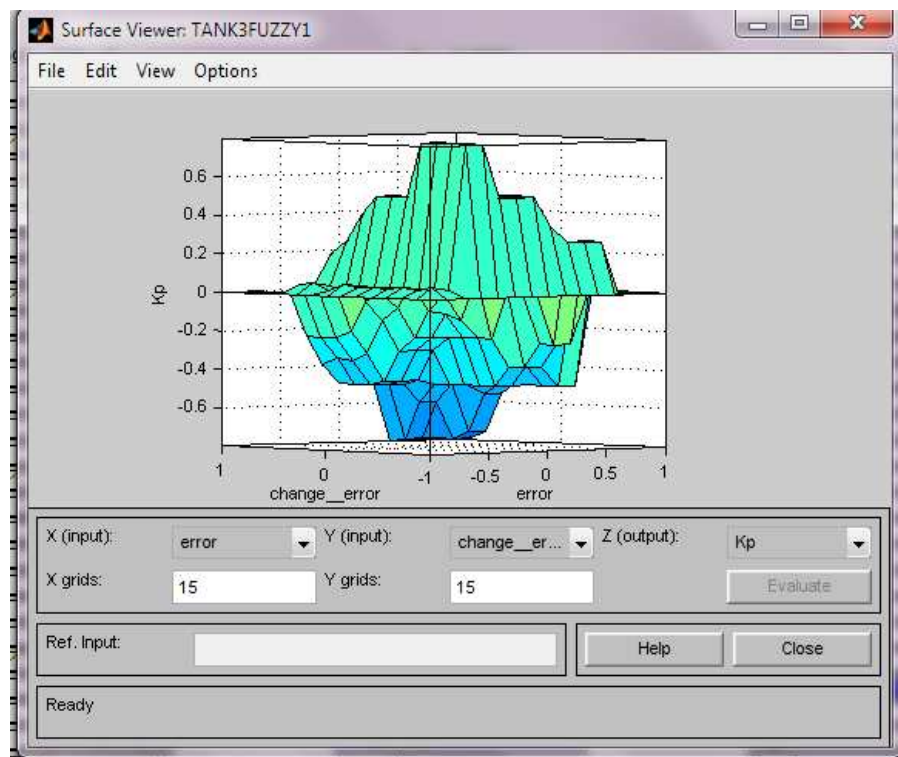 Surface Viewer: TANK3FUZZY1
File Edit View Options
0.6
0.4
0.2
0
-0.2
-0.4
-0.6
Kp
1 0 -1 -0.5 0 0.5 1
change__error error
X (input): error Y (input): change__er... Z (output): Kp
X grids: 15 Y grids: 15 Evaluate
Ref. Input: Help Close
Ready